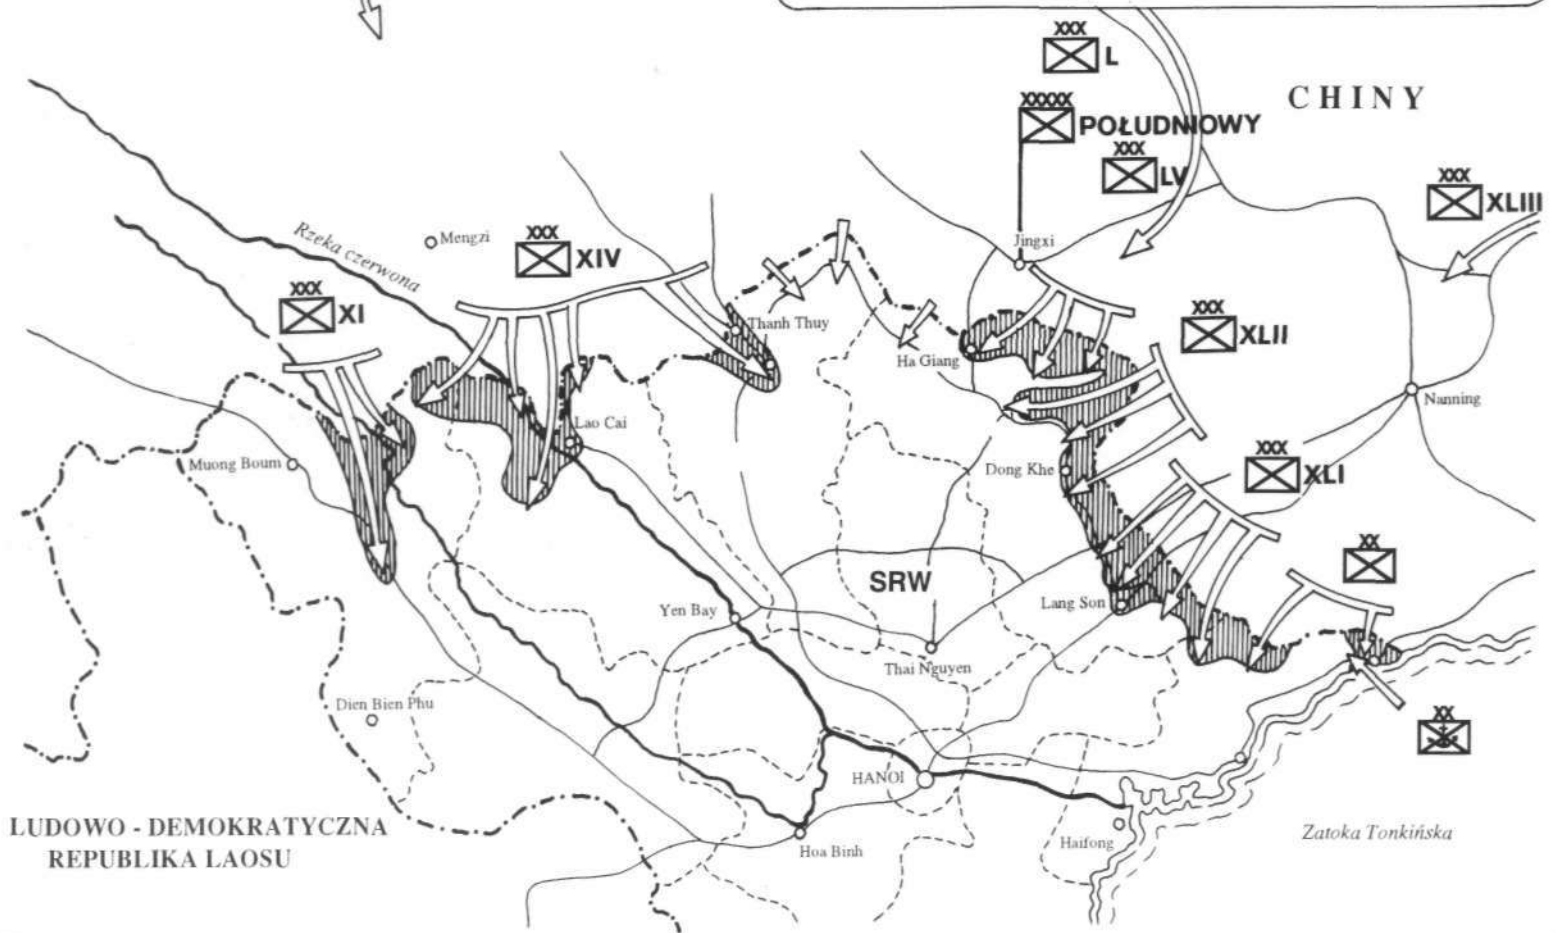 XXX
L
CHINY
XXXXX
POŁUDNIOWY
XXX
LV
XXX
XLIII
Rzeka czerwona
Mengzi
XXX
XIV
Jingxi
XXX
XI
Thanh Thuy
XXX
XLII
Ha Giang
Nanning
Lao Cai
Muong Boum
Dong Khe
XXX
XLI
SRW
XX
Yen Bay
Lang Son
Thai Nguyen
Dien Bien Phu
XX
HANOI
LUDOWO - DEMOKRATYCZNA
REPUBLIKA LAOSU
Hoa Binh
Haifong
Zatoka Tonkińska